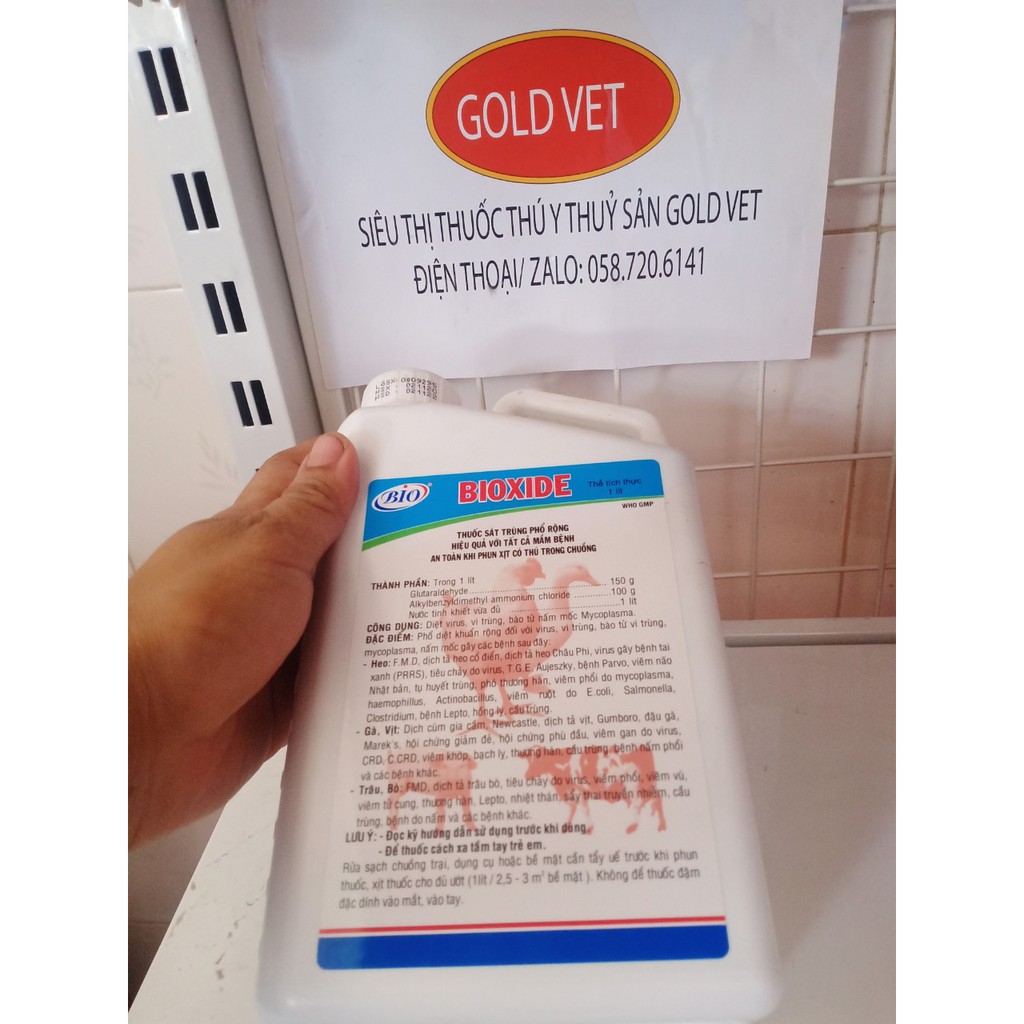 GOLD VET
SIÊU THỊ THUỐC THÚ Y THUỶ SẢN GOLD VET
ĐIỆN THOẠI/ ZALO: 058.720.6141
BIO
BIOXIDE
Thể tích thực
1 lít
WHO GMP
THUỐC SÁT TRÙNG PHỔ RỘNG
HIỆU QUẢ VỚI TẤT CẢ MẦM BỆNH
AN TOÀN KHI PHUN XỊT CÓ THÚ TRONG CHUỒNG
THÀNH PHẦN: Trong 1 lít
Glutaraldehyde 150 g
Alkylbenzyldimethyl ammonium chloride 100 g
Nước tinh khiết vừa đủ 1 lít
CÔNG DỤNG: Diệt virus, vi trùng, bào tử nấm mốc Mycoplasma.
ĐẶC ĐIỂM: Phổ diệt khuẩn rộng đối với virus, vi trùng, bào tử vi trùng,
mycoplasma, nấm mốc gây các bệnh sau đây:
- Heo: F.M.D, dịch tả heo cổ điển, dịch tả heo Châu Phi, virus gây bệnh tai
xanh (PRRS), tiêu chảy do virus, T.G.E, Aujeszky, bệnh Parvo, viêm não
Nhật bản, tụ huyết trùng, phó thương hàn, viêm phổi do mycoplasma,
haemophillus, Actinobacillus, viêm ruột do E.coli, Salmonella,
Clostridium, bệnh Lepto, hồng lỵ, cầu trùng.
- Gà, Vịt: Dịch cúm gia cầm, Newcastle, dịch tả vịt, Gumboro, đậu gà,
Marek's, hội chứng giảm đẻ, hội chứng phù đầu, viêm gan do virus,
CRD, C.CRD, viêm khớp, bạch lỵ, thương hàn, cầu trùng, bệnh nấm phổi
và các bệnh khác.
- Trâu, Bò: FMD, dịch tả trâu bò, tiêu chảy do virus, viêm phổi, viêm vú,
viêm tử cung, thương hàn, Lepto, nhiệt thán, sẩy thai truyền nhiễm, cầu
trùng, bệnh do nấm và các bệnh khác.
LƯU Ý: - Đọc kỹ hướng dẫn sử dụng trước khi dùng.
- Để thuốc cách xa tầm tay trẻ em.
Rửa sạch chuồng trại, dụng cụ hoặc bề mặt cần tẩy uế trước khi phun
thuốc, xịt thuốc cho đủ ướt (1lít / 2,5 - 3 m² bề mặt ). Không để thuốc đậm
đặc dính vào mắt, vào tay.